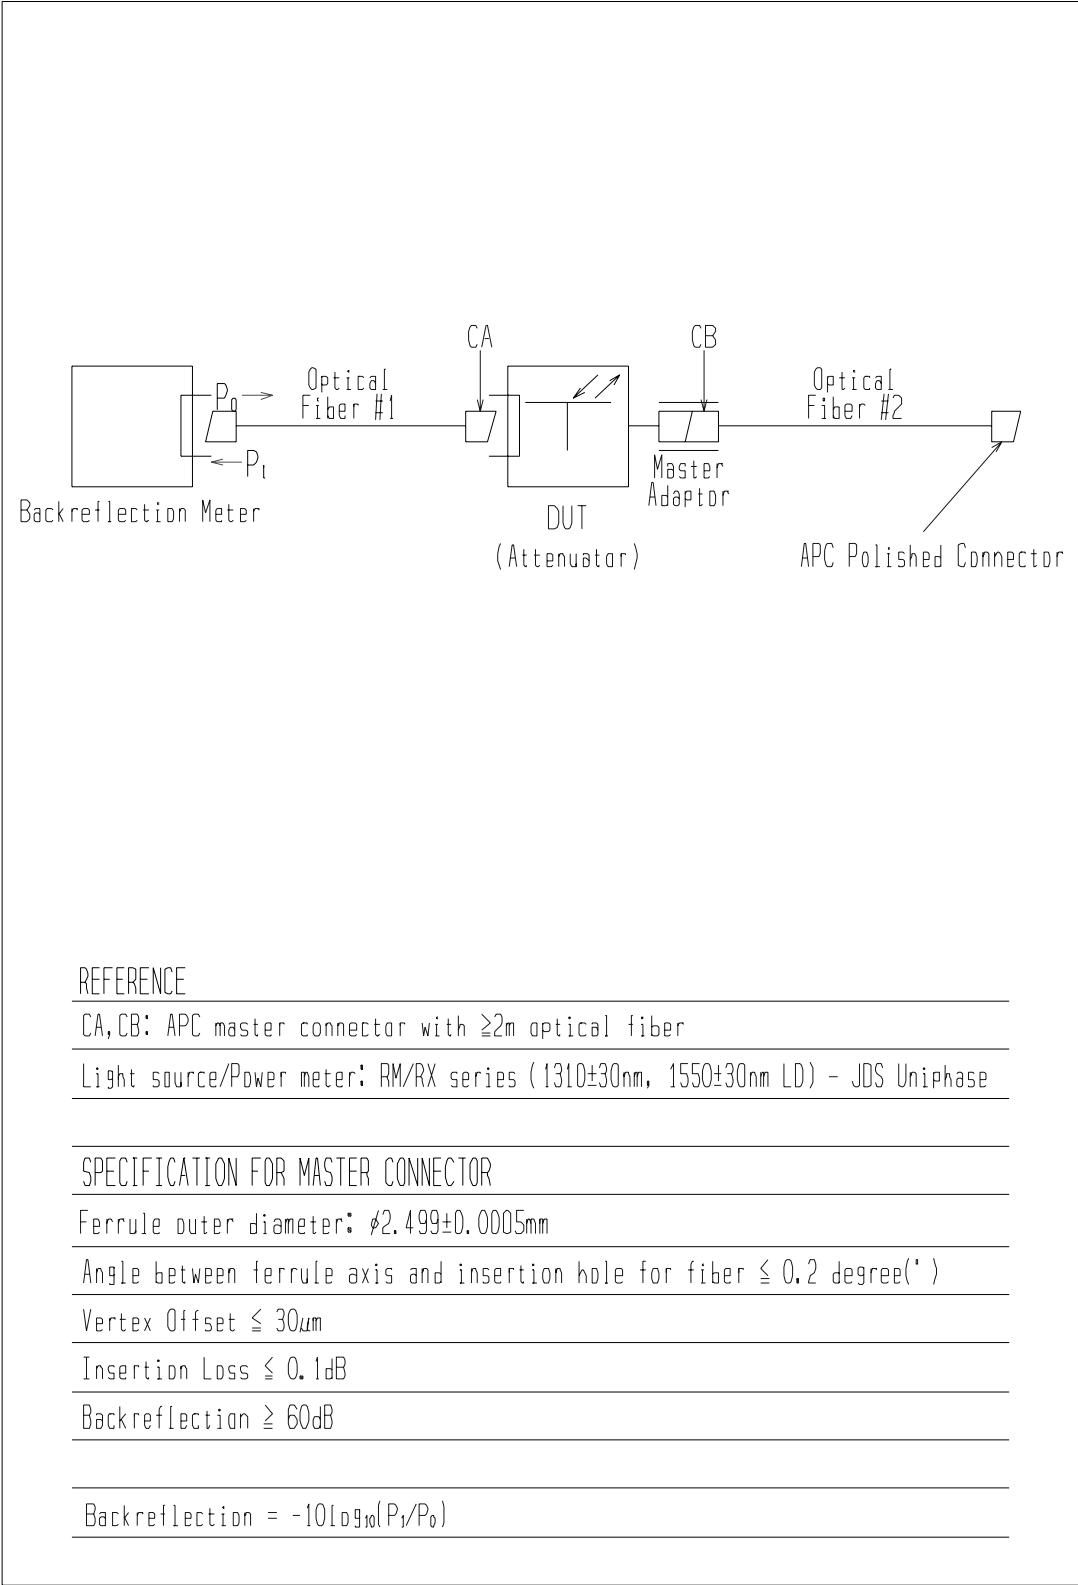 CA
CB
Optical
Fiber #1
Optical
Fiber #2
P0
P1
Master
Adaptor
Backreflection Meter
DUT
(Attenuator)
APC Polished Connector
REFERENCE
CA,CB: APC master connector with ≧2m optical fiber
Light source/Power meter: RM/RX series (1310±30nm, 1550±30nm LD) - JDS Uniphase
SPECIFICATION FOR MASTER CONNECTOR
Ferrule outer diameter: ø2.499±0.0005mm
Angle between ferrule axis and insertion hole for fiber ≦ 0.2 degree(°)
Vertex Offset ≦ 30µm
Insertion Loss ≦ 0.1dB
Backreflection ≧ 60dB
Backreflection = -10log10(P1/P0)